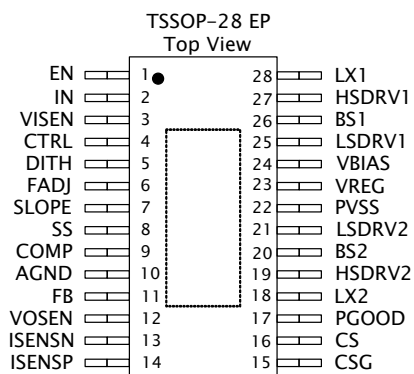 TSSOP-28 EP
Top View
EN 1 28 LX1
IN 2 27 HSDRV1
VISEN 3 26 BS1
CTRL 4 25 LSDRV1
DITH 5 24 VBIAS
FADJ 6 23 VREG
SLOPE 7 22 PVSS
SS 8 21 LSDRV2
COMP 9 20 BS2
AGND 10 19 HSDRV2
FB 11 18 LX2
VOSEN 12 17 PGOOD
ISENSN 13 16 CS
ISENSP 14 15 CSG